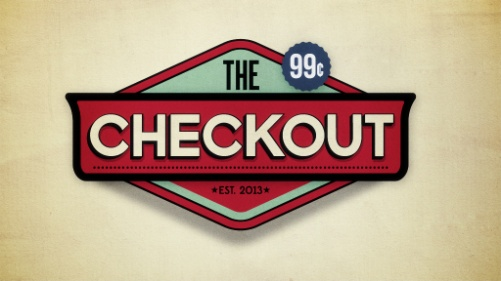 THE
99¢
CHECKOUT
★EST. 2013★